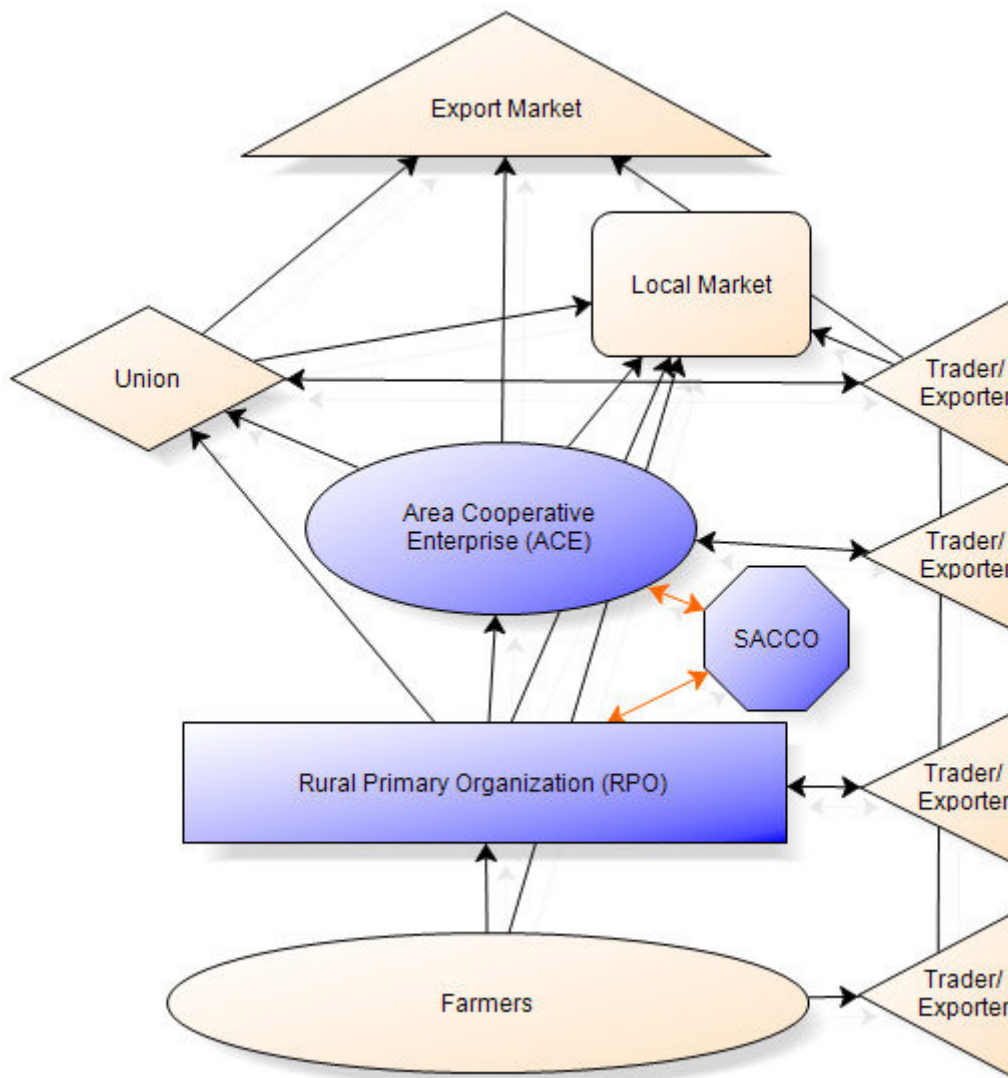 Export Market
Local Market
Union
Trader/
Exporter
Area Cooperative
Enterprise (ACE)
Trader/
Exporter
SACCO
Rural Primary Organization (RPO)
Trader/
Exporter
Farmers
Trader/
Exporter